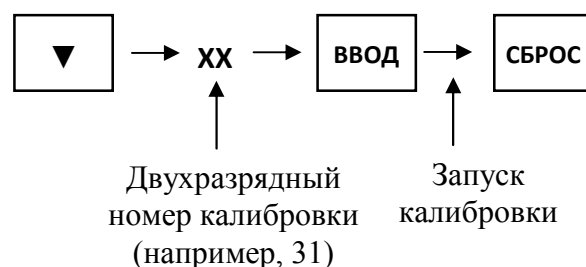 ▼ XX ВВОД СБРОС
Двухразрядный
номер калибровки
(например, 31)
Запуск
калибровки